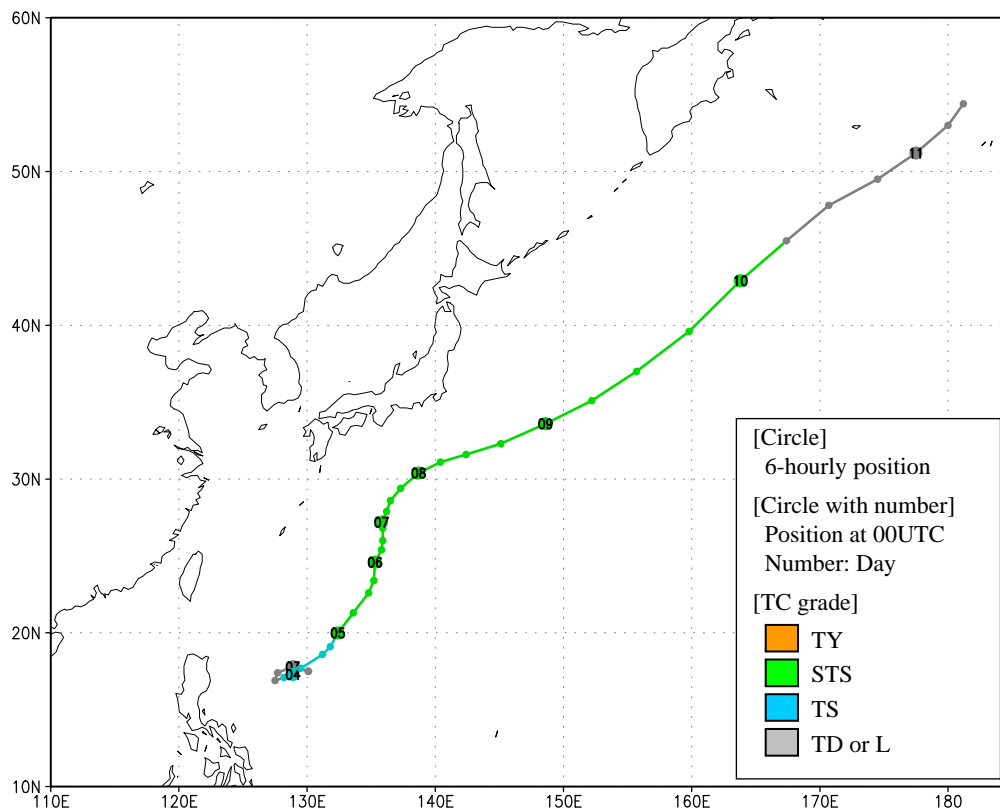 60N
50N
40N
30N
20N
10N
110E 120E 130E 140E 150E 160E 170E 180
11
10
09
08
07
06
05
03
04
[Circle]
6-hourly position
[Circle with number]
Position at 00UTC
Number: Day
[TC grade]
TY
STS
TS
TD or L